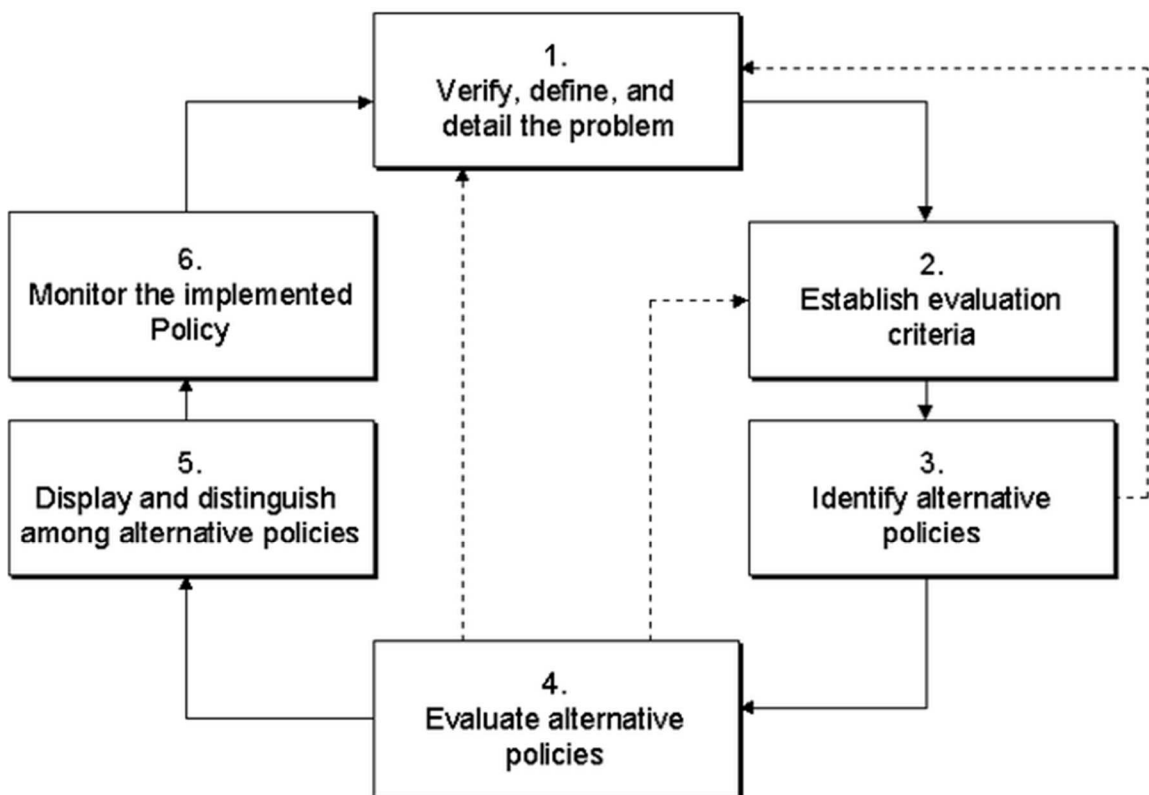 1.
Verify, define, and
detail the problem
2.
Establish evaluation
criteria
3.
Identify alternative
policies
4.
Evaluate alternative
policies
5.
Display and distinguish
among alternative policies
6.
Monitor the implemented
Policy